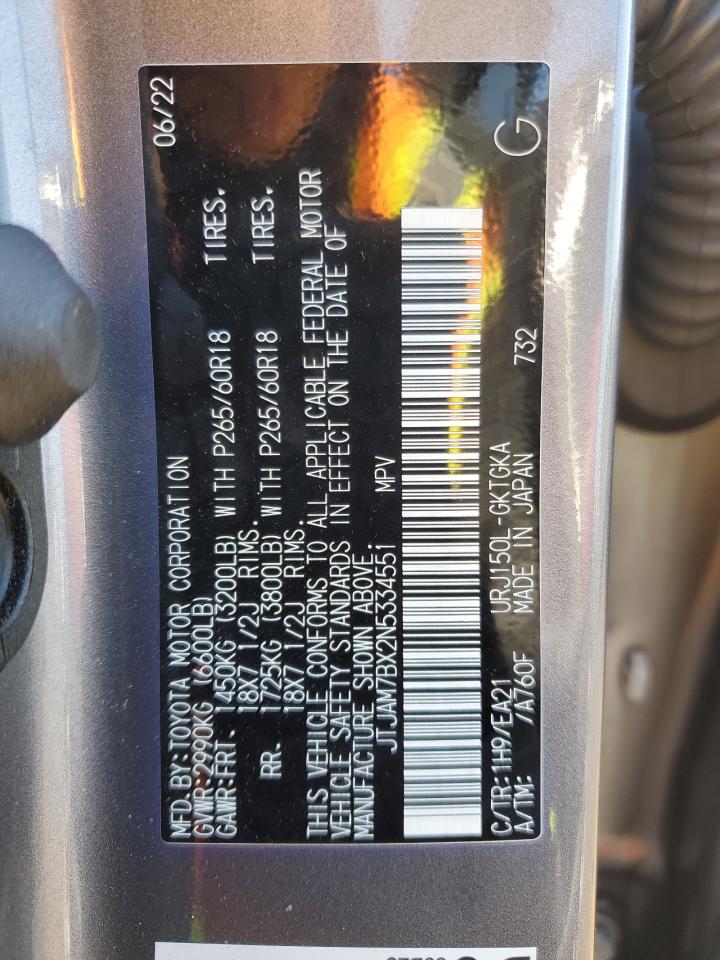 MFD.BY:TOYOTA MOTOR CORPORATION 06/22
GVWR:2990KG (6600LB)
GAWR:FRT. 1450KG (3200LB) WITH P265/60R18 TIRES.
18X7 1/2J RIMS.
RR. 1725KG (3800LB) WITH P265/60R18 TIRES.
18X7 1/2J RIMS.
THIS VEHICLE CONFORMS TO ALL APPLICABLE FEDERAL MOTOR
VEHICLE SAFETY STANDARDS IN EFFECT ON THE DATE OF
MANUFACTURE SHOWN ABOVE.
JTJAM7BX2N5334551 MPV
C/TR:1H9/EA21 URJ150L-GKTGKA 732 G
A/TM: /A760F MADE IN JAPAN